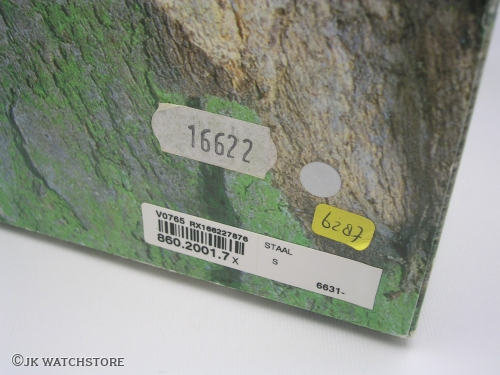 16622
6287
V0765 RX166227876
860.2001.7 X
STAAL
S
6631-
©JK WATCHSTORE